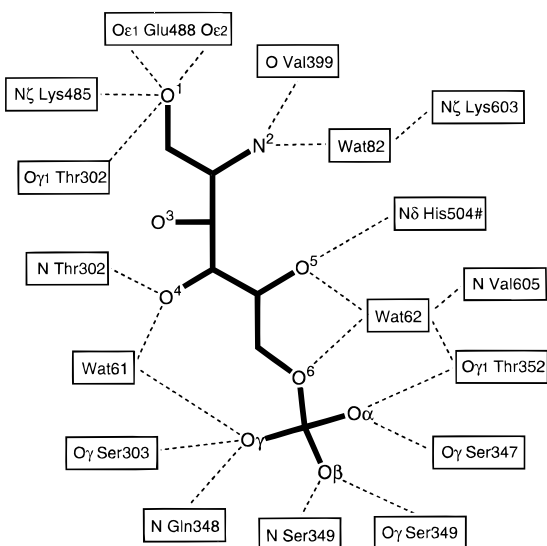 Oε1 Glu488 Oε2
O Val399
Nζ Lys485
O1
Nζ Lys603
N2
Wat82
Oγ1 Thr302
O3
Nδ His504#
N Thr302
O4
O5
N Val605
Wat62
Wat61
O6
Oγ1 Thr352
Oγ
Oα
Oγ Ser303
Oγ Ser347
Oβ
N Gln348
N Ser349
Oγ Ser349